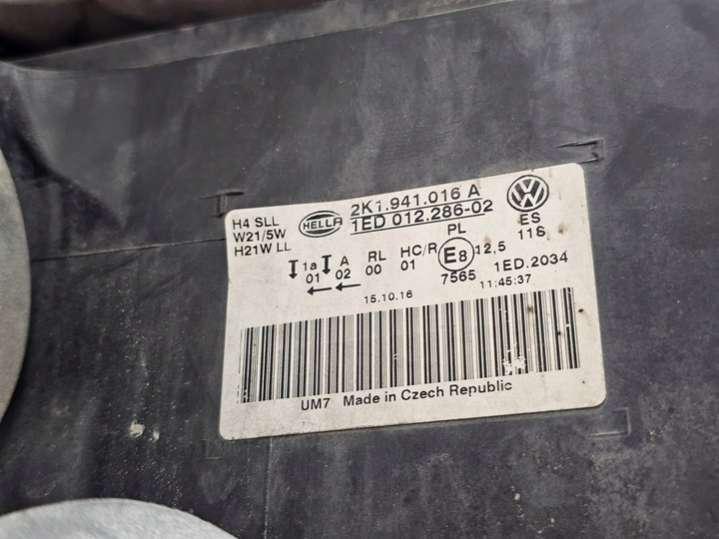 H4 SLL
W21/5W
H21W LL
HELLA
2K1.941.016 A
1ED 012.286-02
ES
11S
1a A RL HC/R PL E8 12,5
01 02 00 01 7565 1ED.2034
15.10.16 11:45:37
UM7 Made in Czech Republic